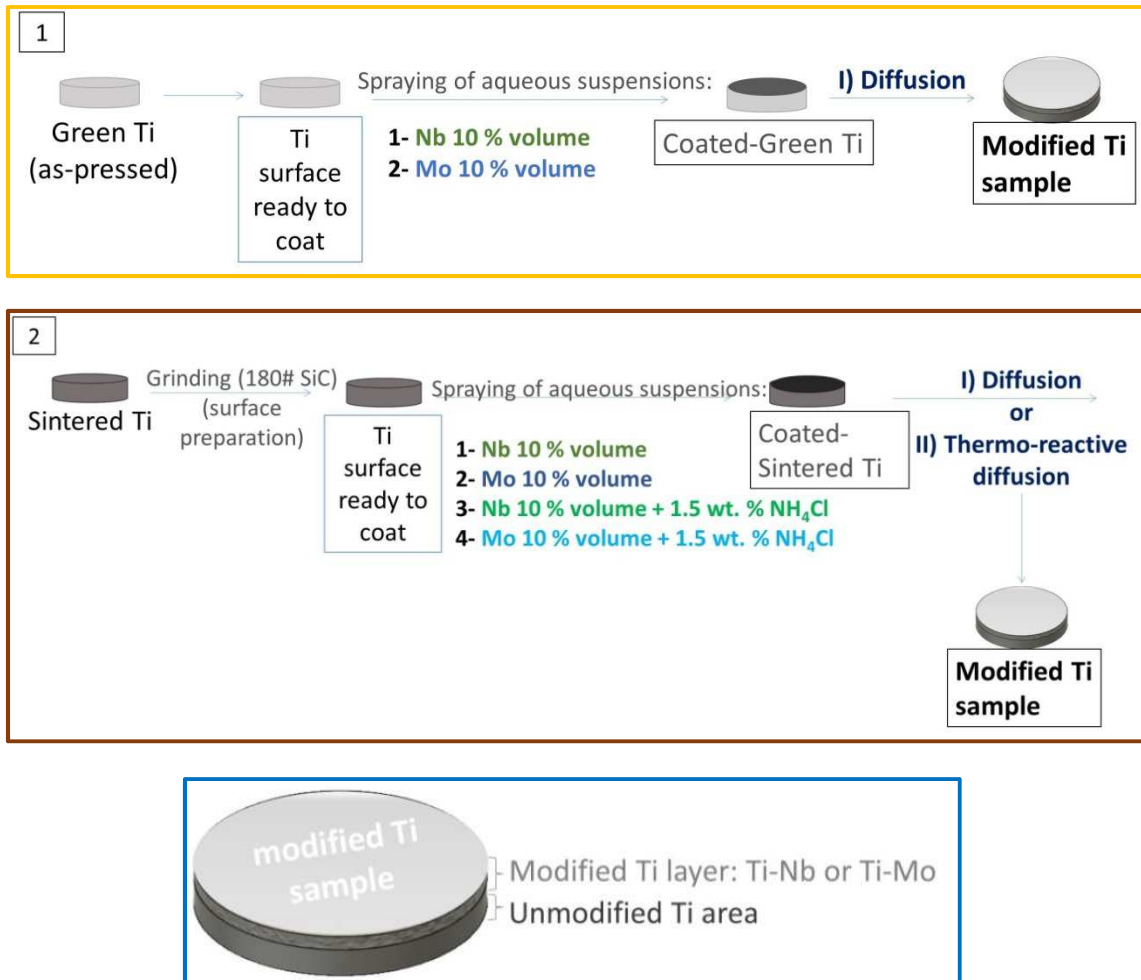 1
Green Ti
(as-pressed)
Ti
surface
ready to
coat
Spraying of aqueous suspensions:
1- Nb 10 % volume
2- Mo 10 % volume
Coated-Green Ti
I) Diffusion
Modified Ti
sample
2
Sintered Ti
Grinding (180# SiC)
(surface
preparation)
Ti
surface
ready to
coat
Spraying of aqueous suspensions:
1- Nb 10 % volume
2- Mo 10 % volume
3- Nb 10 % volume + 1.5 wt. % NH₄Cl
4- Mo 10 % volume + 1.5 wt. % NH₄Cl
Coated-
Sintered Ti
I) Diffusion
or
II) Thermo-reactive
diffusion
Modified Ti
sample
modified Ti
sample
Modified Ti layer: Ti-Nb or Ti-Mo
Unmodified Ti area